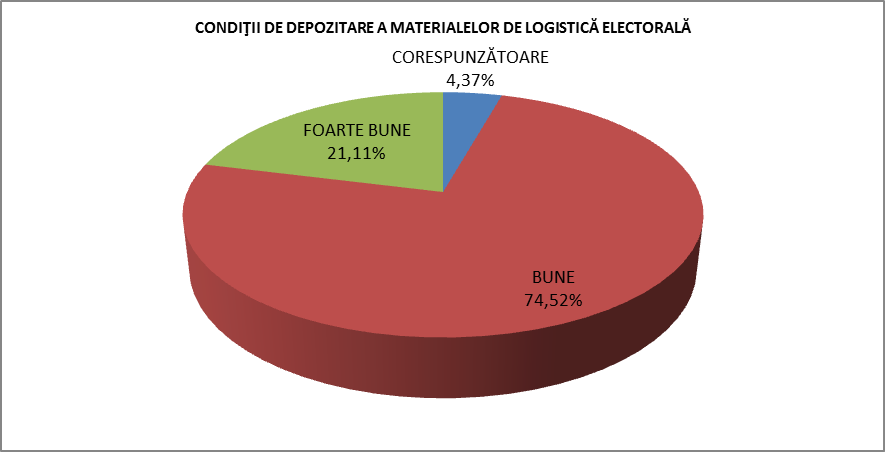 CONDIŢII DE DEPOZITARE A MATERIALELOR DE LOGISTICĂ ELECTORALĂ
CORESPUNZĂTOARE
4,37%
FOARTE BUNE
21,11%
BUNE
74,52%